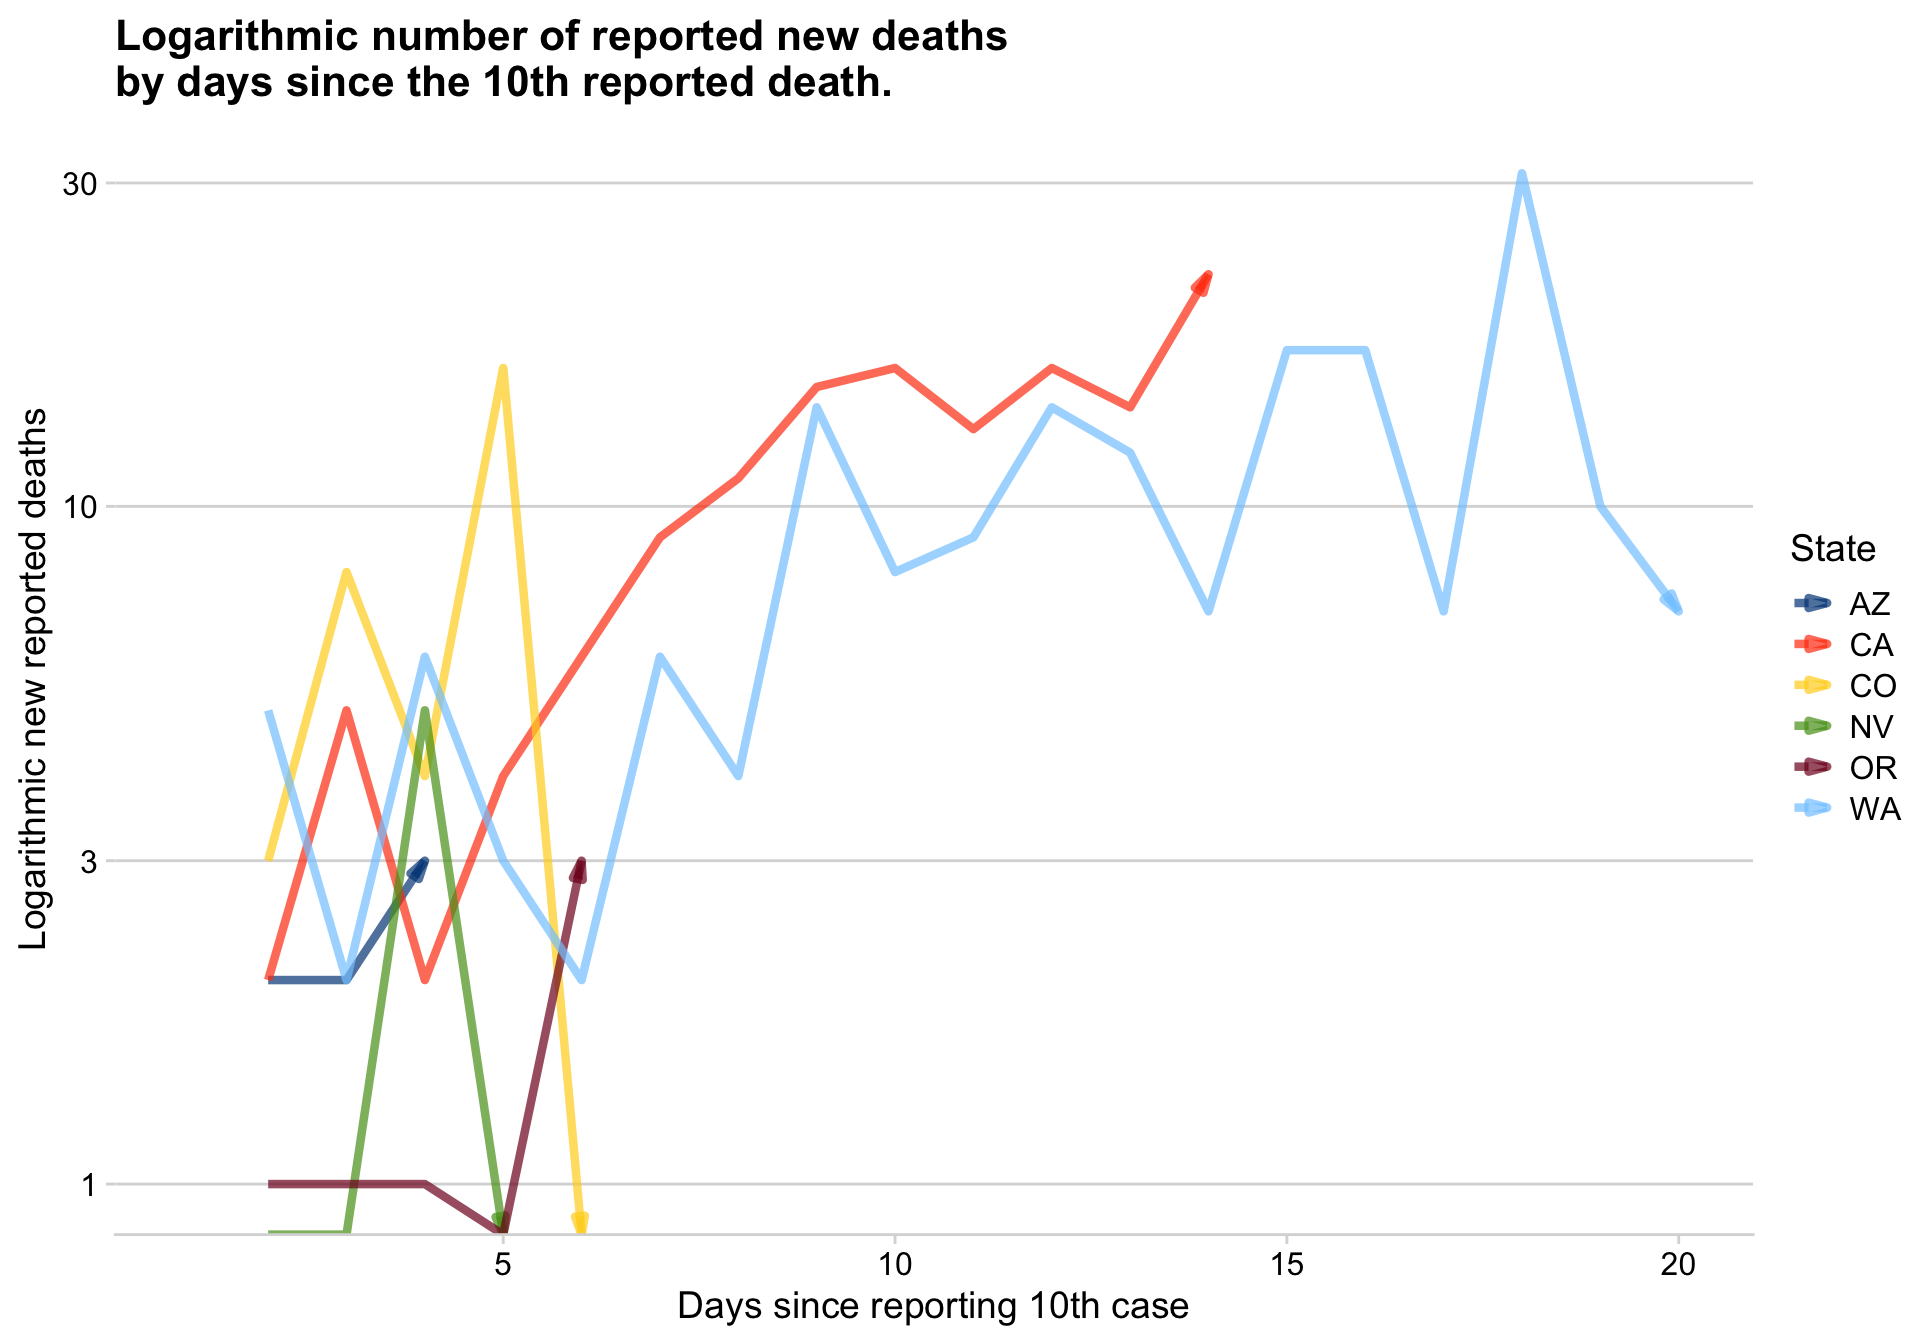 Logarithmic number of reported new deaths
by days since the 10th reported death.
Logarithmic new reported deaths
30
10
3
1
5
10
15
20
Days since reporting 10th case
State
AZ
CA
CO
NV
OR
WA